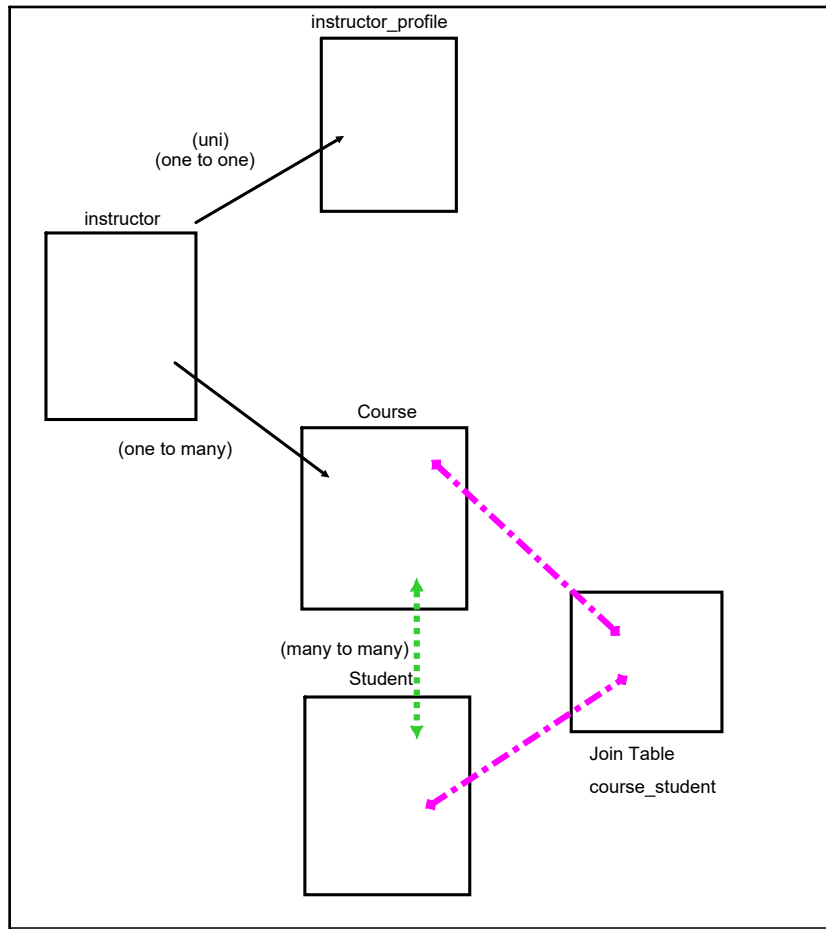 instructor_profile
(uni)
(one to one)
instructor
Course
(one to many)
(many to many)
Student
Join Table
course_student